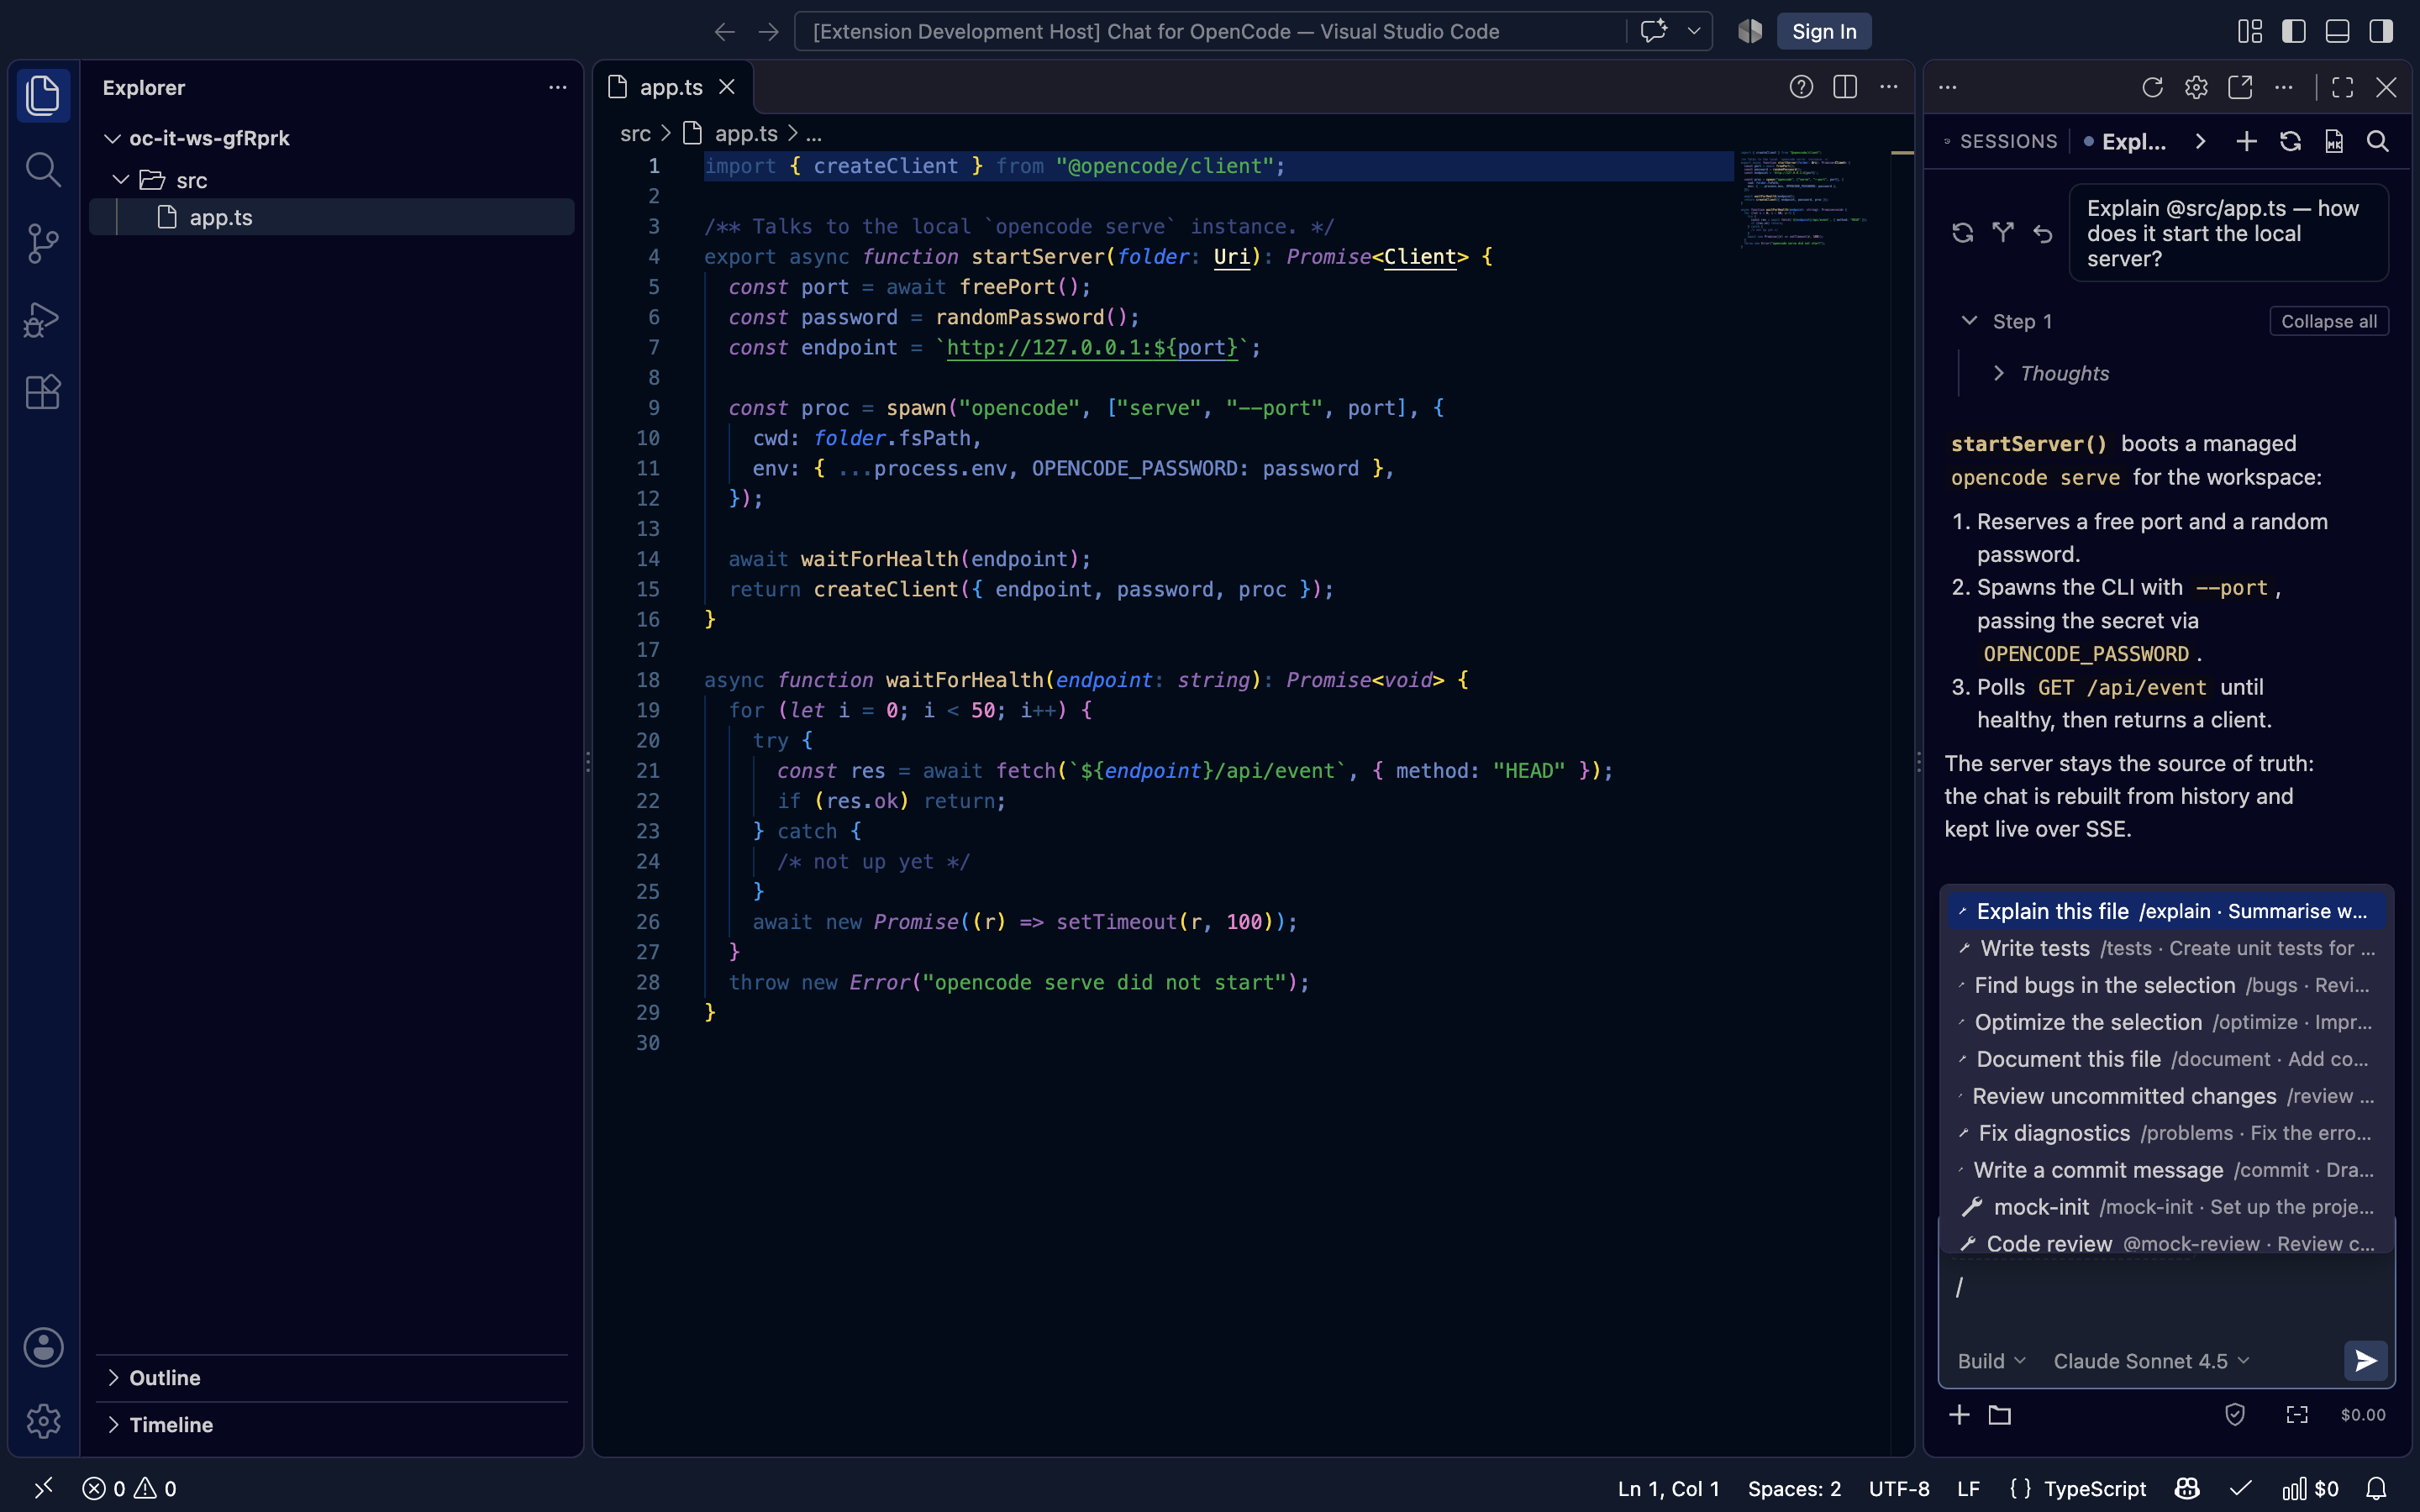 [Extension Development Host] Chat for OpenCode — Visual Studio Code
Sign In
Explorer
oc-it-ws-gfRprk
src
app.ts
Outline
Timeline
app.ts
src > app.ts > ...
1 import { createClient } from "@opencode/client";
2
3 /** Talks to the local `opencode serve` instance. */
4 export async function startServer(folder: Uri): Promise<Client> {
5 const port = await freePort();
6 const password = randomPassword();
7 const endpoint = `http://127.0.0.1:${port}`;
8
9 const proc = spawn("opencode", ["serve", "--port", port], {
10 cwd: folder.fsPath,
11 env: { ...process.env, OPENCODE_PASSWORD: password },
12 });
13
14 await waitForHealth(endpoint);
15 return createClient({ endpoint, password, proc });
16 }
17
18 async function waitForHealth(endpoint: string): Promise<void> {
19 for (let i = 0; i < 50; i++) {
20 try {
21 const res = await fetch(`${endpoint}/api/event`, { method: "HEAD" });
22 if (res.ok) return;
23 } catch {
24 /* not up yet */
25 }
26 await new Promise((r) => setTimeout(r, 100));
27 }
28 throw new Error("opencode serve did not start");
29 }
30
SESSIONS
Expl...
Explain @src/app.ts — how
does it start the local
server?
Step 1
Collapse all
Thoughts
startServer() boots a managed
opencode serve for the workspace:
1. Reserves a free port and a random
password.
2. Spawns the CLI with --port,
passing the secret via
OPENCODE_PASSWORD.
3. Polls GET /api/event until
healthy, then returns a client.
The server stays the source of truth:
the chat is rebuilt from history and
kept live over SSE.
Explain this file /explain · Summarise w...
Write tests /tests · Create unit tests for ...
Find bugs in the selection /bugs · Revi...
Optimize the selection /optimize · Impr...
Document this file /document · Add co...
Review uncommitted changes /review ...
Fix diagnostics /problems · Fix the erro...
Write a commit message /commit · Dra...
mock-init /mock-init · Set up the proje...
Code review @mock-review · Review c...
/
Build
Claude Sonnet 4.5
$0.00
0 0
Ln 1, Col 1
Spaces: 2
UTF-8
LF
{ } TypeScript
$0